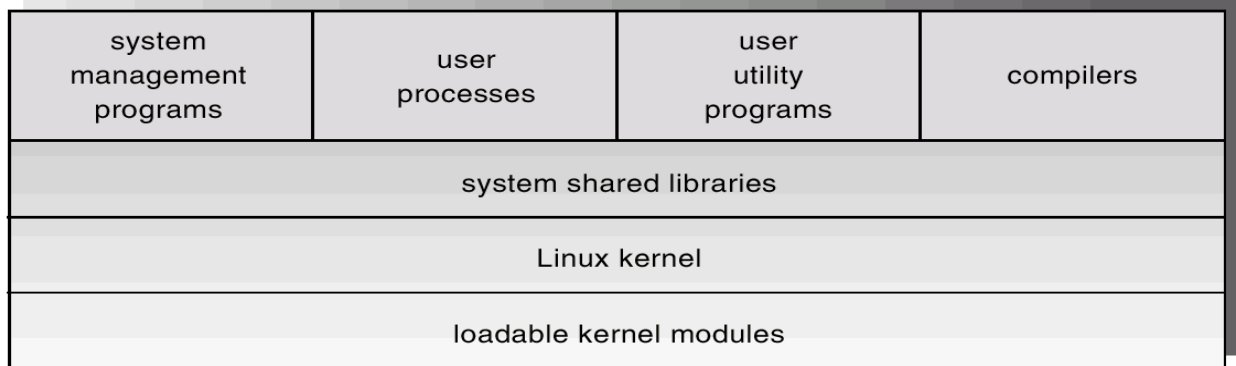 system
management
programs
user
processes
user
utility
programs
compilers
system shared libraries
Linux kernel
loadable kernel modules